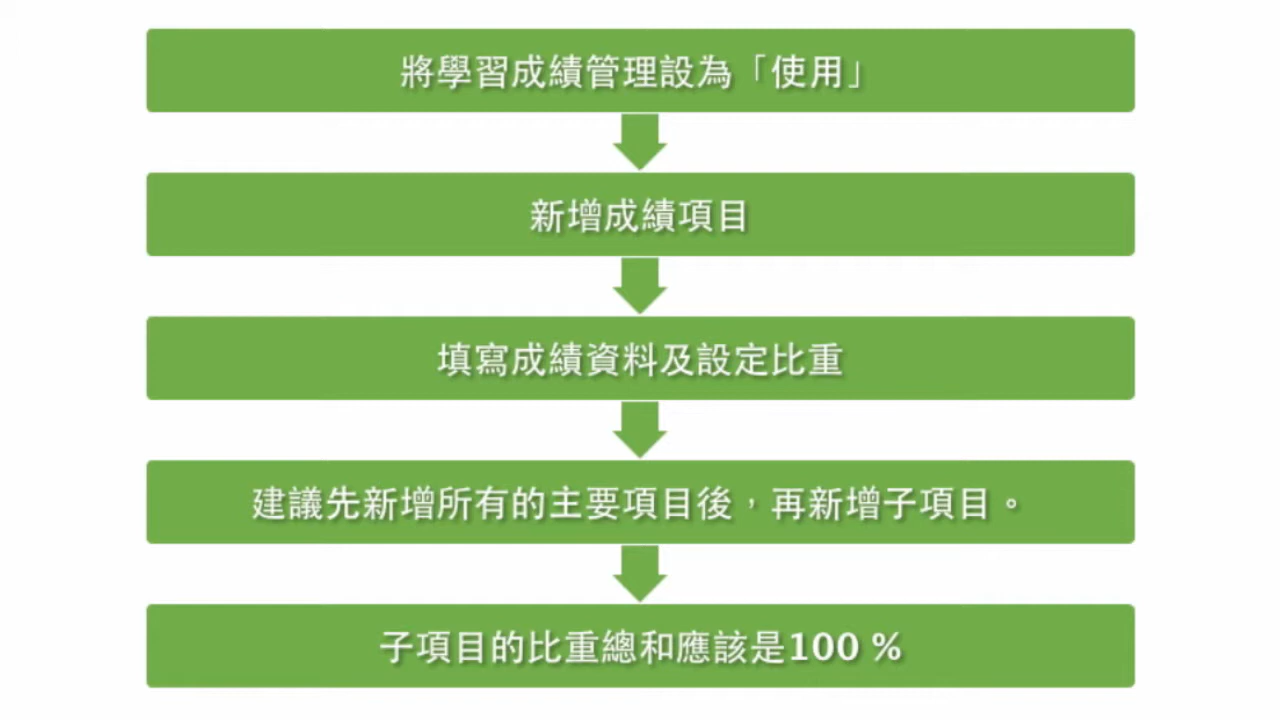 將學習成績管理設為「使用」
新增成績項目
填寫成績資料及設定比重
建議先新增所有的主要項目後，再新增子項目。
子項目的比重總和應該是100 %